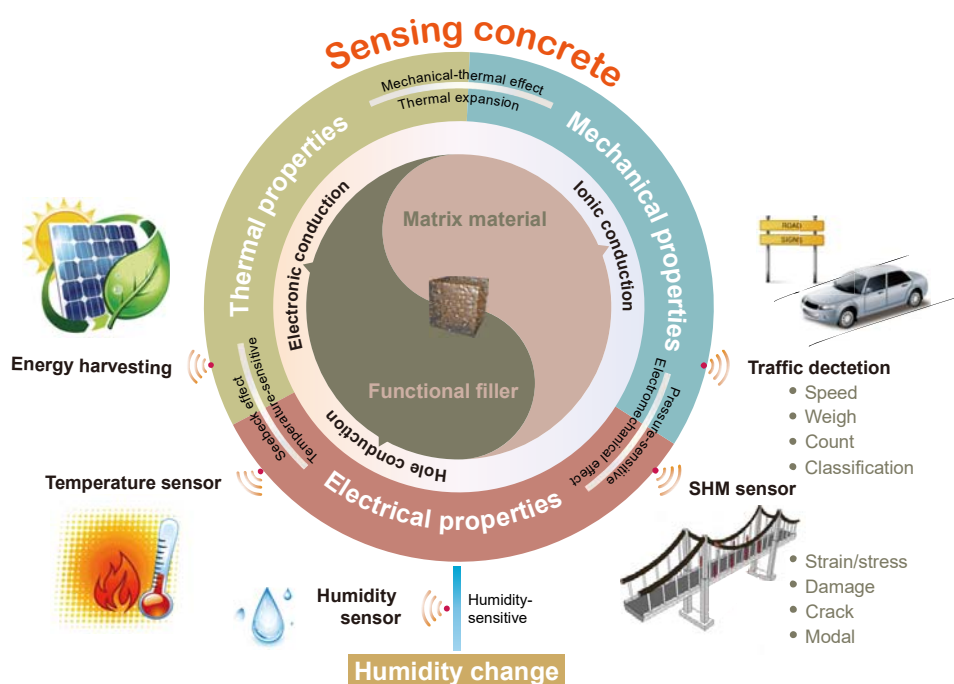 Sensing concrete
Mechanical-thermal effect
Thermal expansion
Thermal properties
Mechanical properties
Electronic conduction
Ionic conduction
Matrix material
Functional filler
Hole conduction
Seebeck effect
Temperature-sensitive
Electromechanical effect
Pressure-sensitive
Electrical properties
Energy harvesting
Temperature sensor
Humidity
sensor
Humidity-
sensitive
Humidity change
ROAD
SIGNS
Traffic dectetion
• Speed
• Weigh
• Count
• Classification
SHM sensor
• Strain/stress
• Damage
• Crack
• Modal